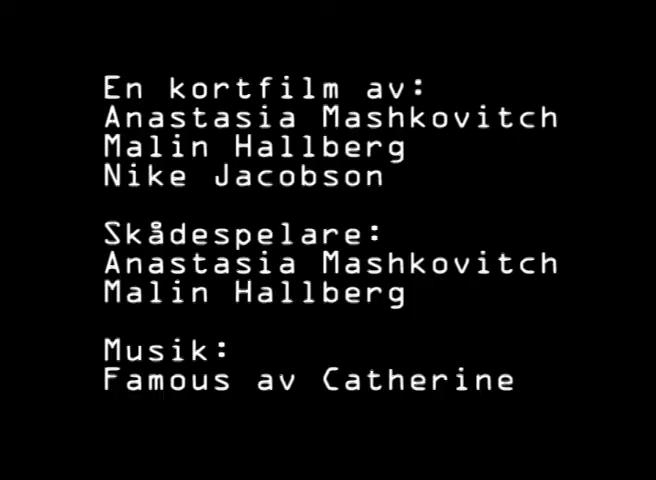 En kortfilm av:
Anastasia Mashkovitch
Malin Hallberg
Nike Jacobson
Skådespelare:
Anastasia Mashkovitch
Malin Hallberg
Musik:
Famous av Catherine